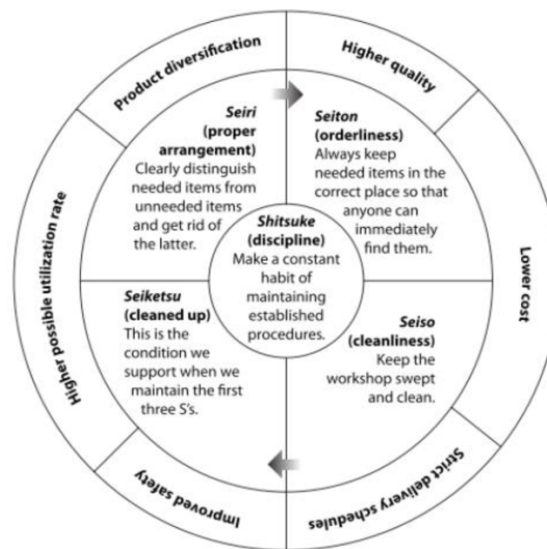 Product diversification
Higher quality
Lower cost
Strict delivery schedules
Improved safety
Higher possible utilization rate
Seiri
(proper
arrangement)
Clearly distinguish
needed items from
unneeded items
and get rid of
the latter.
Seiton
(orderliness)
Always keep
needed items in the
correct place so that
anyone can
immediately
find them.
Shitsuke
(discipline)
Make a constant
habit of
maintaining
established
procedures.
Seiketsu
(cleaned up)
This is the
condition we
support when we
maintain the first
three S's.
Seiso
(cleanliness)
Keep the
workshop swept
and clean.